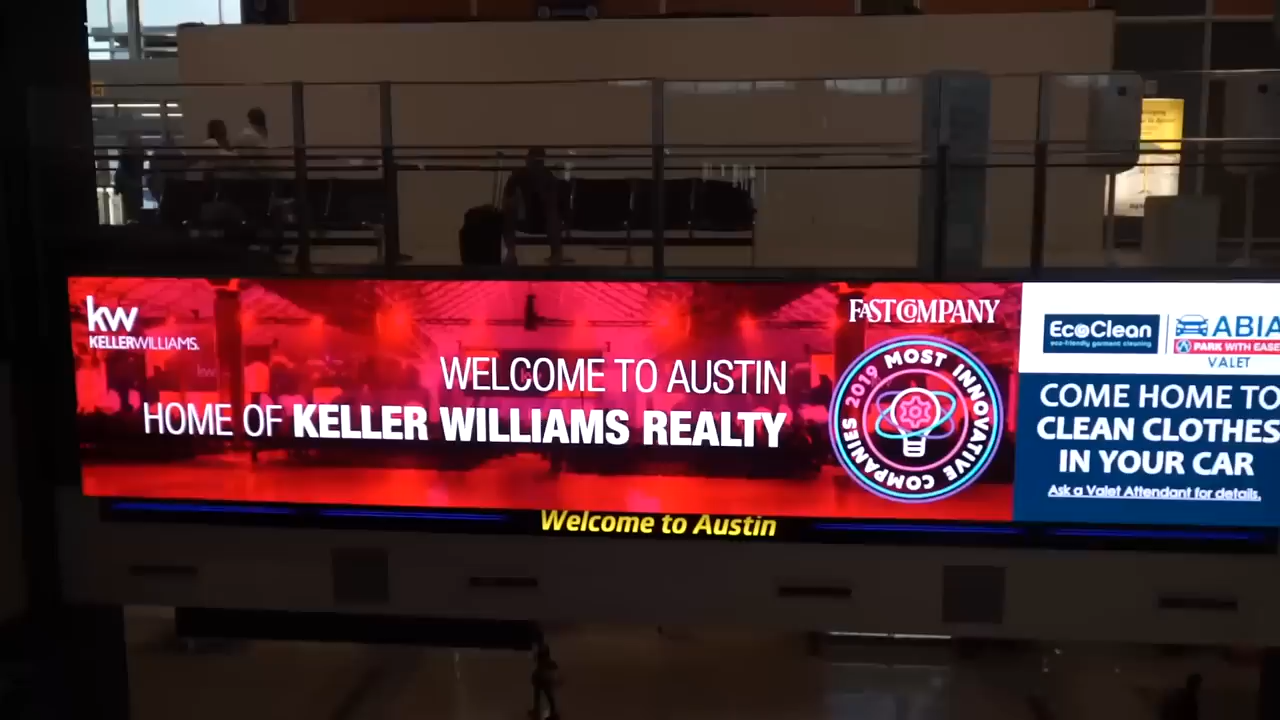 kw
KELLERWILLIAMS.
WELCOME TO AUSTIN
HOME OF KELLER WILLIAMS REALTY
FAST COMPANY
2019 MOST INNOVATIVE COMPANIES
EcoClean
eco-friendly garment cleaning
ABIA
PARK WITH EASE
VALET
COME HOME TO
CLEAN CLOTHES
IN YOUR CAR
Ask a Valet Attendant for details.
Welcome to Austin